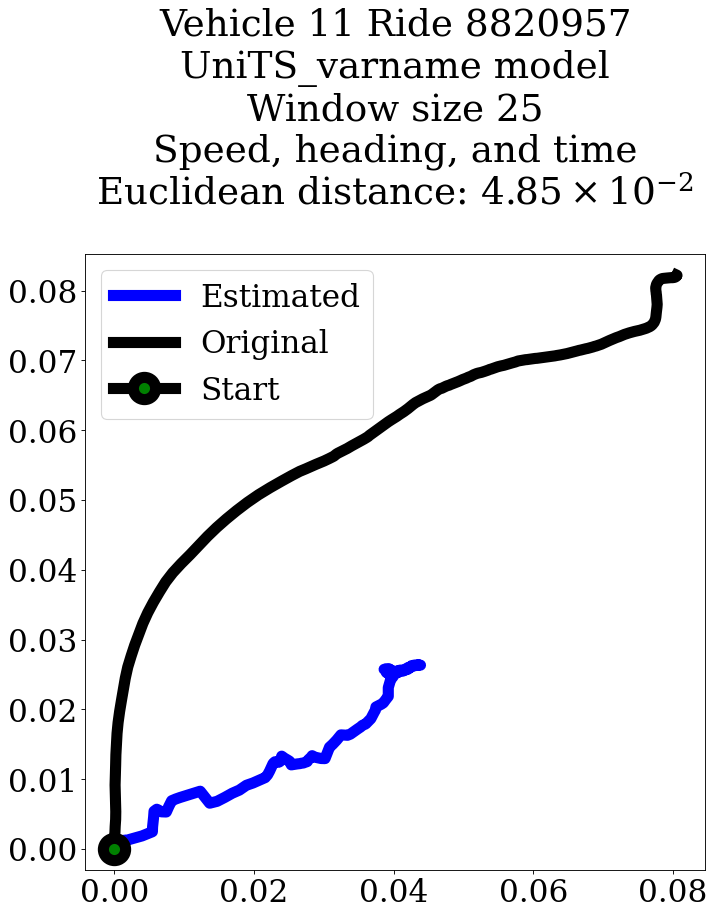 Vehicle 11 Ride 8820957
UniTS_varname model
Window size 25
Speed, heading, and time
Euclidean distance: 4.85 × 10⁻²
Estimated
Original
Start
0.08
0.07
0.06
0.05
0.04
0.03
0.02
0.01
0.00
0.00 0.02 0.04 0.06 0.08